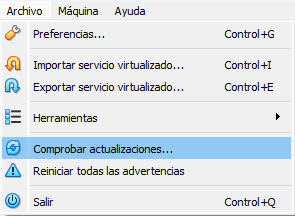 Archivo Máquina Ayuda
Preferencias... Control+G
Importar servicio virtualizado... Control+I
Exportar servicio virtualizado... Control+E
Herramientas
Comprobar actualizaciones...
Reiniciar todas las advertencias
Salir Control+Q